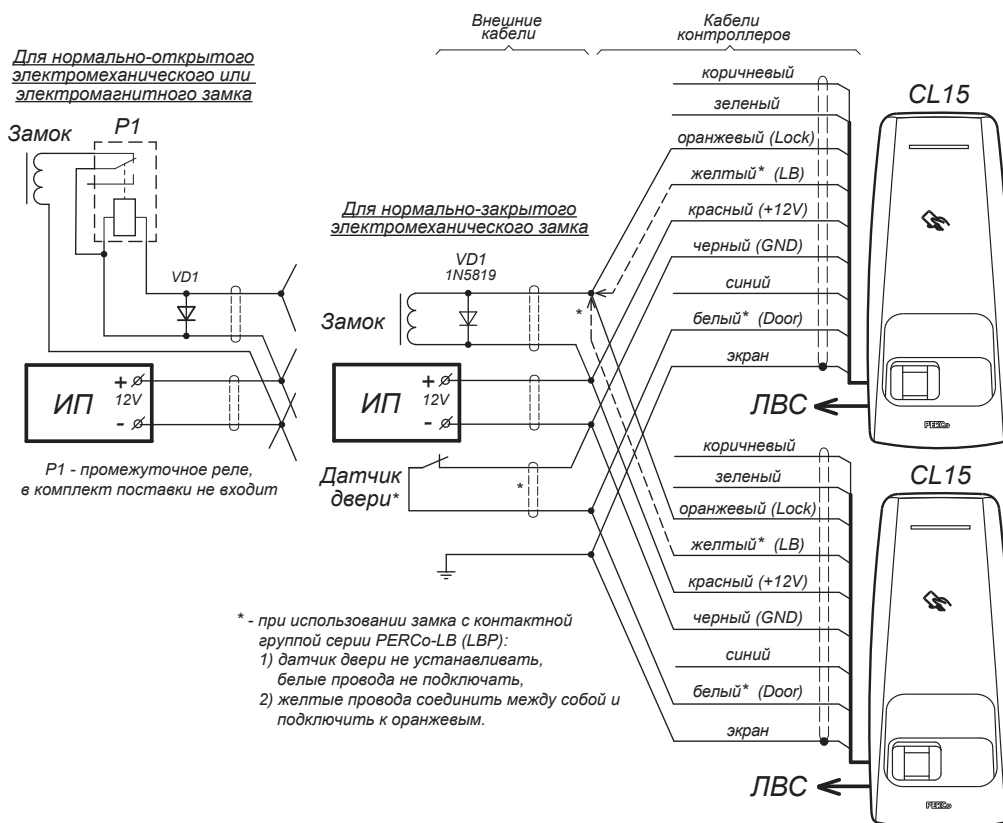 Внешние
кабели
Кабели
контроллеров
Для нормально-открытого
электромеханического или
электромагнитного замка
Замок
P1
VD1
ИП
+
12V
-
P1 - промежуточное реле,
в комплект поставки не входит
Для нормально-закрытого
электромеханического замка
VD1
1N5819
Замок
*
ИП
+
12V
-
Датчик
двери*
*
коричневый
зеленый
оранжевый (Lock)
желтый* (LB)
красный (+12V)
черный (GND)
синий
белый* (Door)
экран
CL15
PERCo
ЛВС
коричневый
зеленый
оранжевый (Lock)
желтый* (LB)
красный (+12V)
черный (GND)
синий
белый* (Door)
экран
CL15
PERCo
ЛВС
* - при использовании замка с контактной
группой серии PERCo-LB (LBP):
1) датчик двери не устанавливать,
белые провода не подключать,
2) желтые провода соединить между собой и
подключить к оранжевым.